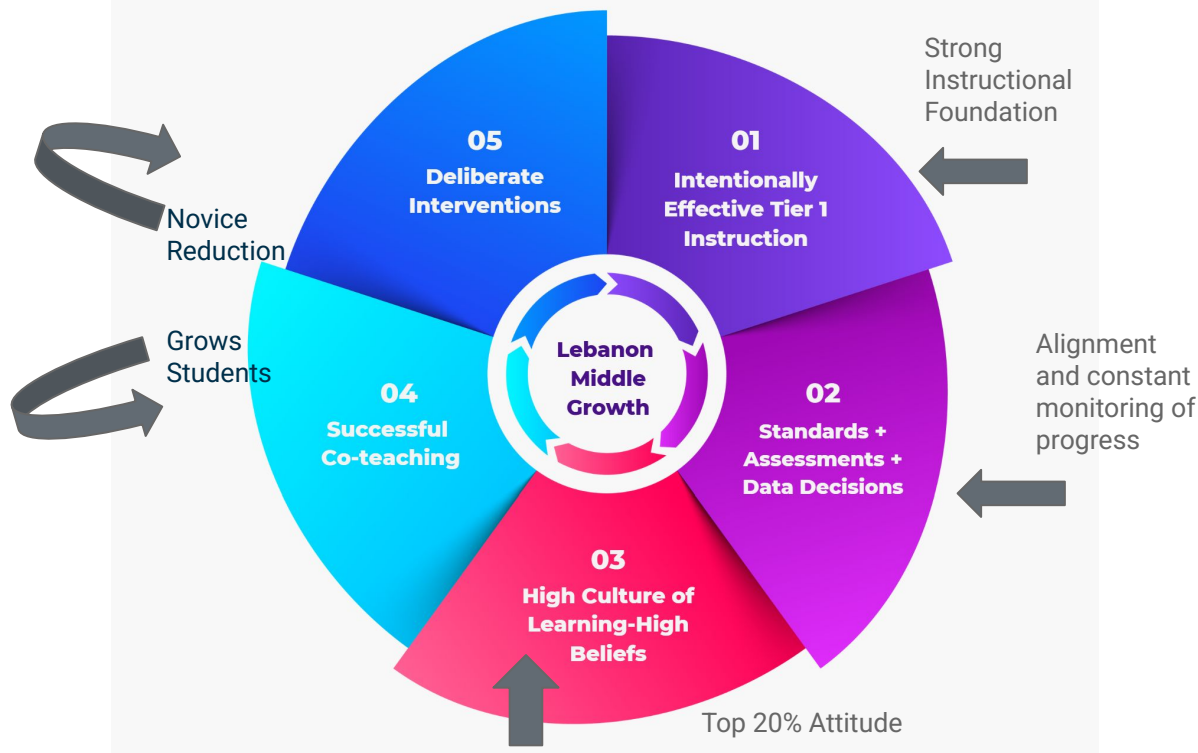 Strong
Instructional
Foundation
05
Deliberate
Interventions
01
Intentionally
Effective Tier 1
Instruction
Novice
Reduction
Lebanon
Middle
Growth
Grows
Students
04
Successful
Co-teaching
02
Standards +
Assessments +
Data Decisions
Alignment
and constant
monitoring of
progress
03
High Culture of
Learning-High
Beliefs
Top 20% Attitude